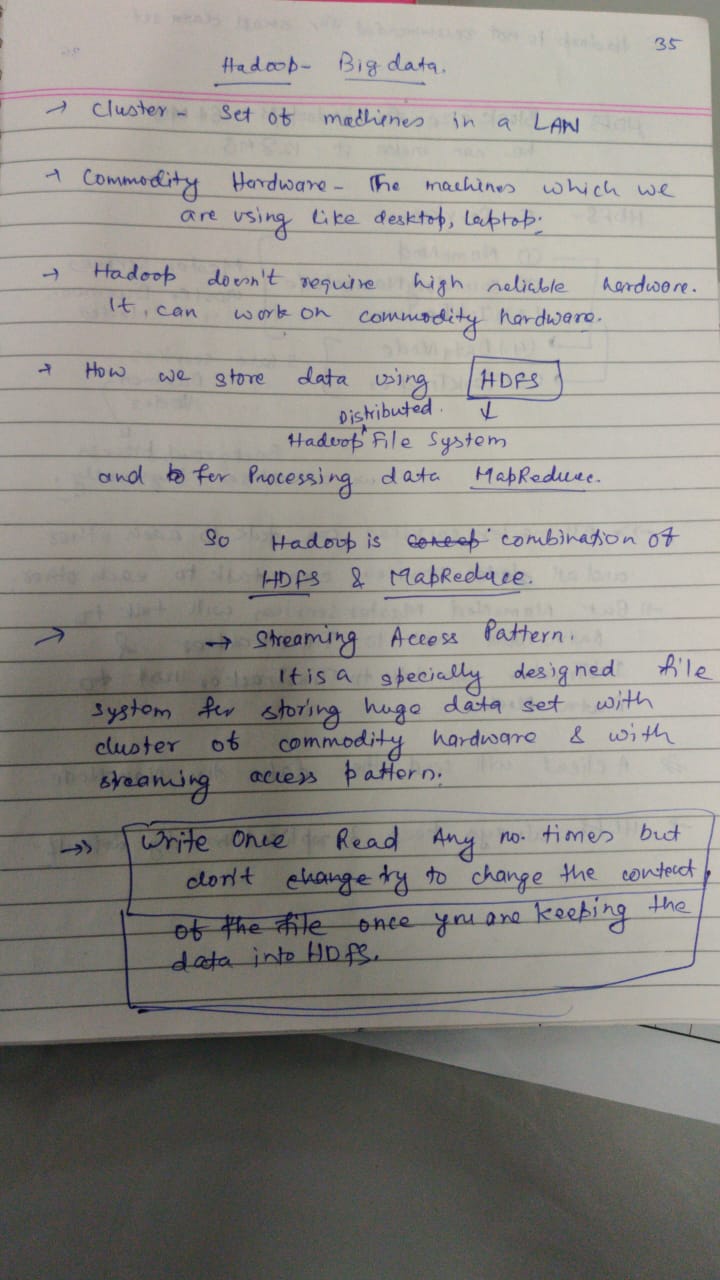 35
Hadoop - Big data.
→ Cluster - Set of machienes in a LAN
→ Commodity Hardware - The machines which we
are using like desktop, laptop.
→ Hadoop doesn't require high reliable hardware.
It can work on commodity hardware.
→ How we store data using HDFS
Distributed. ↓
Hadoop ^ File System
and for Processing data MapReduce.
So Hadoop is combination of
HDFS & MapReduce.
→ → Streaming Access Pattern.
It is a specially designed file
system for storing huge data set with
cluster of commodity hardware & with
streaming access pattern.
→» Write Once Read Any no. times but
don't change try to change the contect
of the file once you are keeping the
data into HDFS.